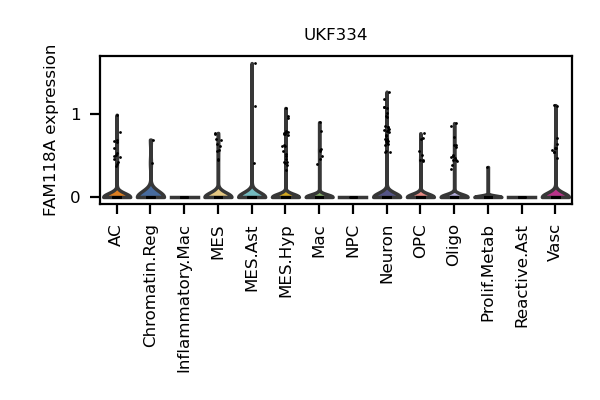 UKF334
FAM118A expression
1
0
AC
Chromatin.Reg
Inflammatory.Mac
MES
MES.Ast
MES.Hyp
Mac
NPC
Neuron
OPC
Oligo
Prolif.Metab
Reactive.Ast
Vasc